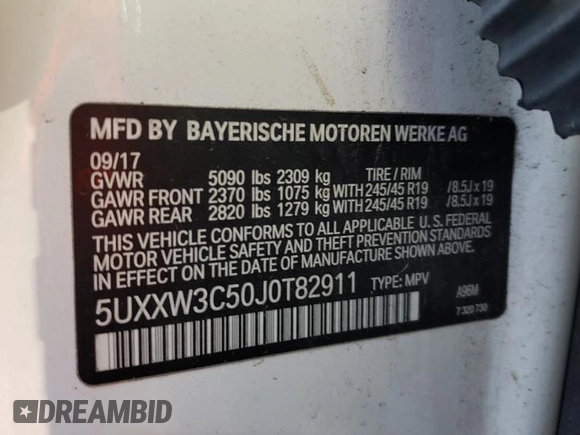 MFD BY BAYERISCHE MOTOREN WERKE AG
09/17
GVWR 5090 lbs 2309 kg TIRE / RIM
GAWR FRONT 2370 lbs 1075 kg WITH 245/45 R19 / 8.5J x 19
GAWR REAR 2820 lbs 1279 kg WITH 245/45 R19 / 8.5J x 19
THIS VEHICLE CONFORMS TO ALL APPLICABLE U. S. FEDERAL
MOTOR VEHICLE SAFETY AND THEFT PREVENTION STANDARDS
IN EFFECT ON THE DATE OF MANUFACTURE SHOWN ABOVE.
5UXXW3C50J0T82911 TYPE: MPV A96M
7 320 730
DREAMBID